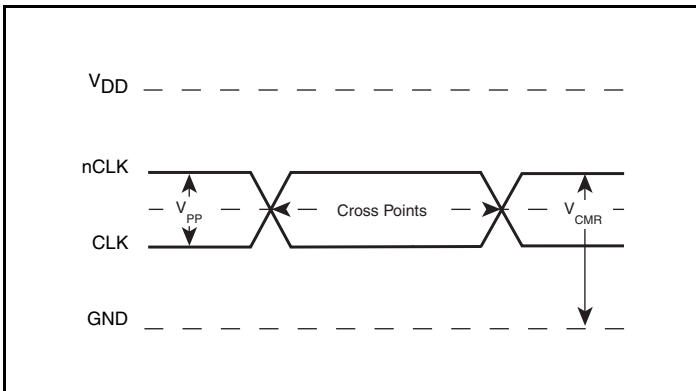 VDD
nCLK
VPP
Cross Points
VCMR
CLK
GND